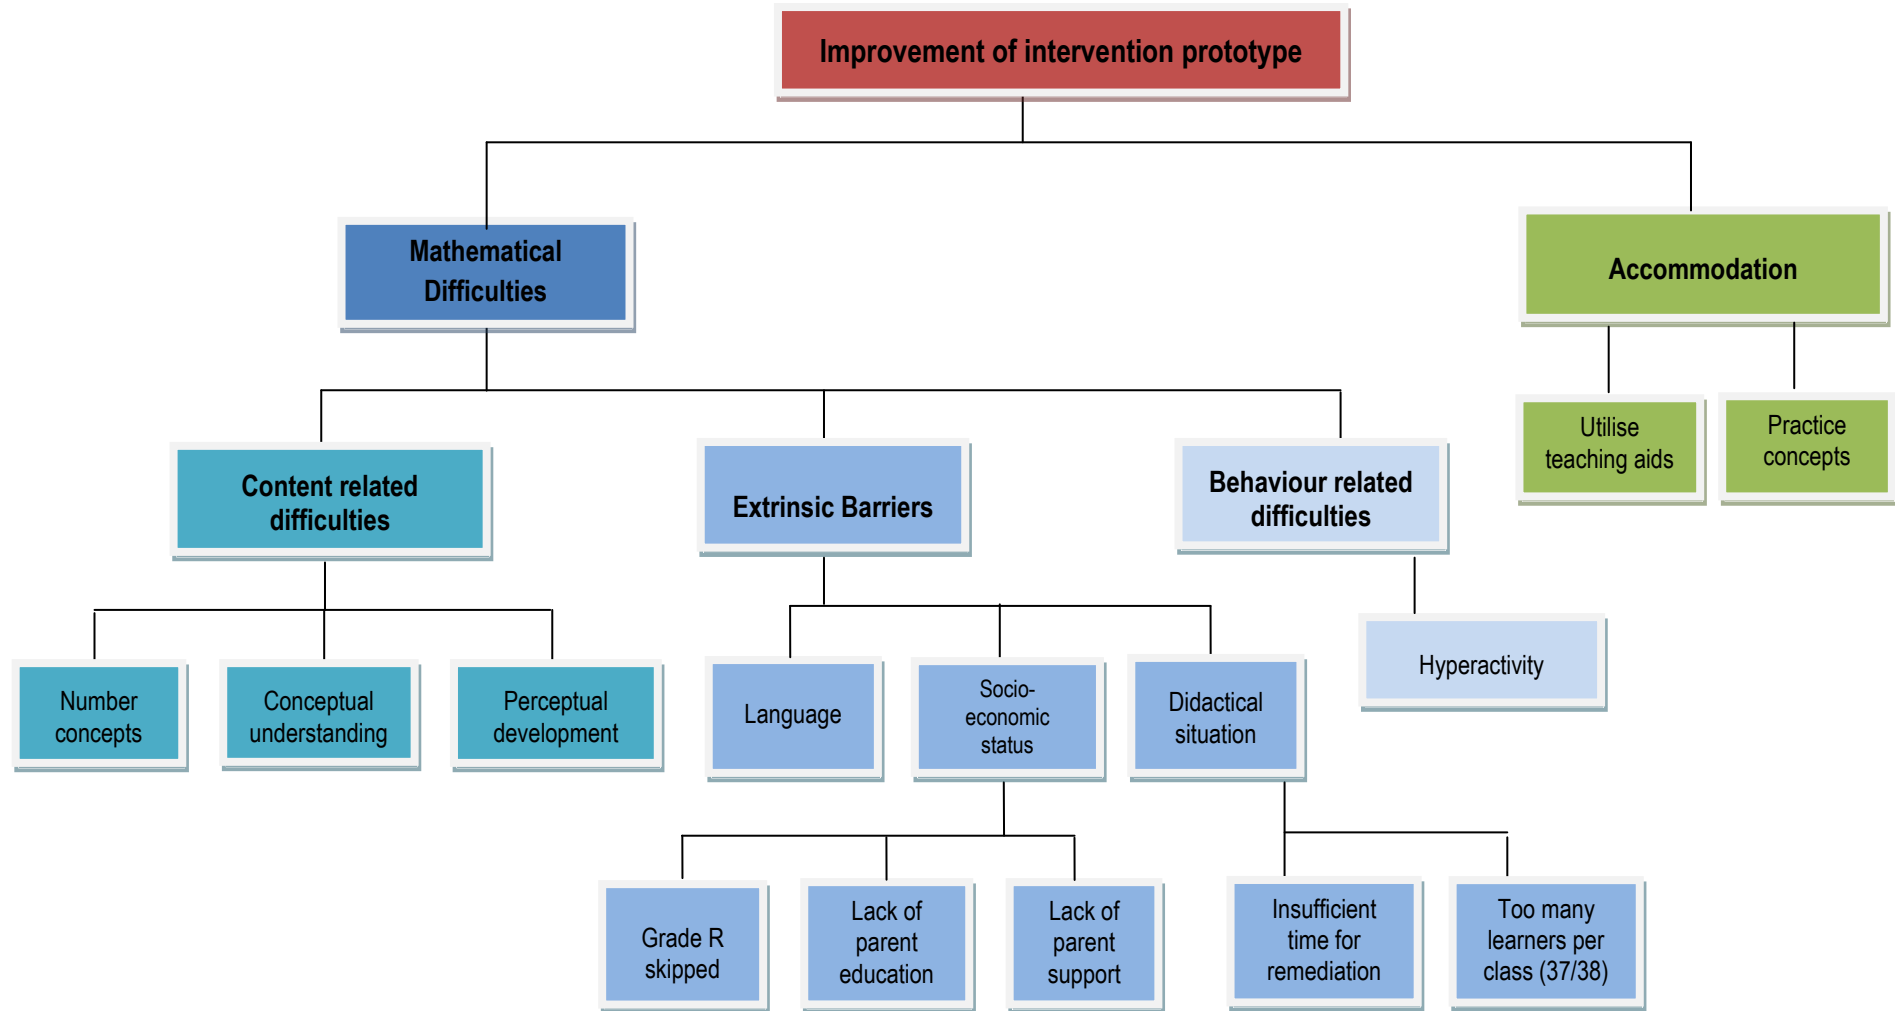 Improvement of intervention prototype
Mathematical
Difficulties
Accommodation
Utilise
teaching aids
Practice
concepts
Content related
difficulties
Extrinsic Barriers
Behaviour related
difficulties
Number
concepts
Conceptual
understanding
Perceptual
development
Language
Socio-
economic
status
Didactical
situation
Hyperactivity
Grade R
skipped
Lack of
parent
education
Lack of
parent
support
Insufficient
time for
remediation
Too many
learners per
class (37/38)